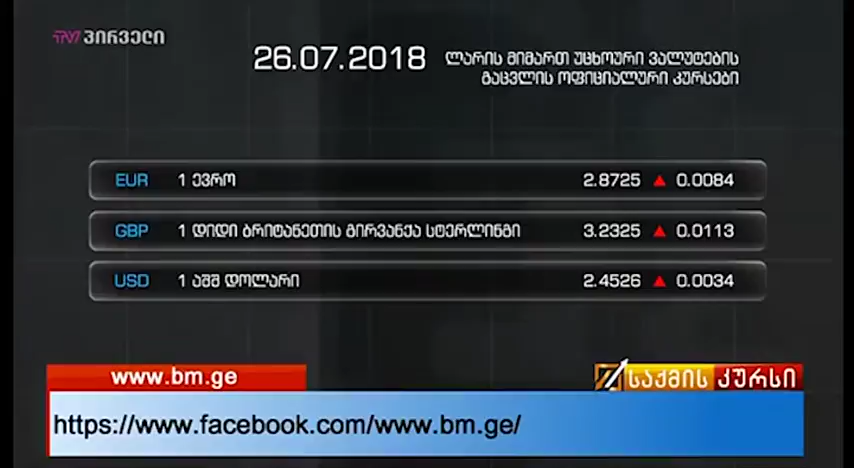 TV პირველი
26.07.2018
ლარის მიმართ უცხოური ვალუტების
გაცვლის ოფიციალური კურსები
EUR 1 ევრო 2.8725 ▲ 0.0084
GBP 1 დიდი ბრიტანეთის გირვანქა სტერლინგი 3.2325 ▲ 0.0113
USD 1 აშშ დოლარი 2.4526 ▲ 0.0034
www.bm.ge
საქმის კურსი
https://www.facebook.com/www.bm.ge/